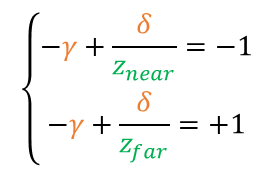 −γ + δ/z_near = −1
−γ + δ/z_far = +1